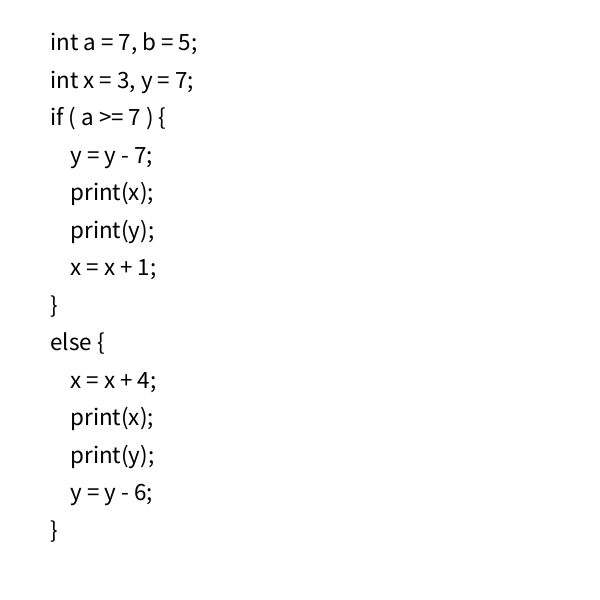 int a = 7, b = 5;
int x = 3, y = 7;
if ( a >= 7 ) {
    y = y - 7;
    print(x);
    print(y);
    x = x + 1;
}
else {
    x = x + 4;
    print(x);
    print(y);
    y = y - 6;
}